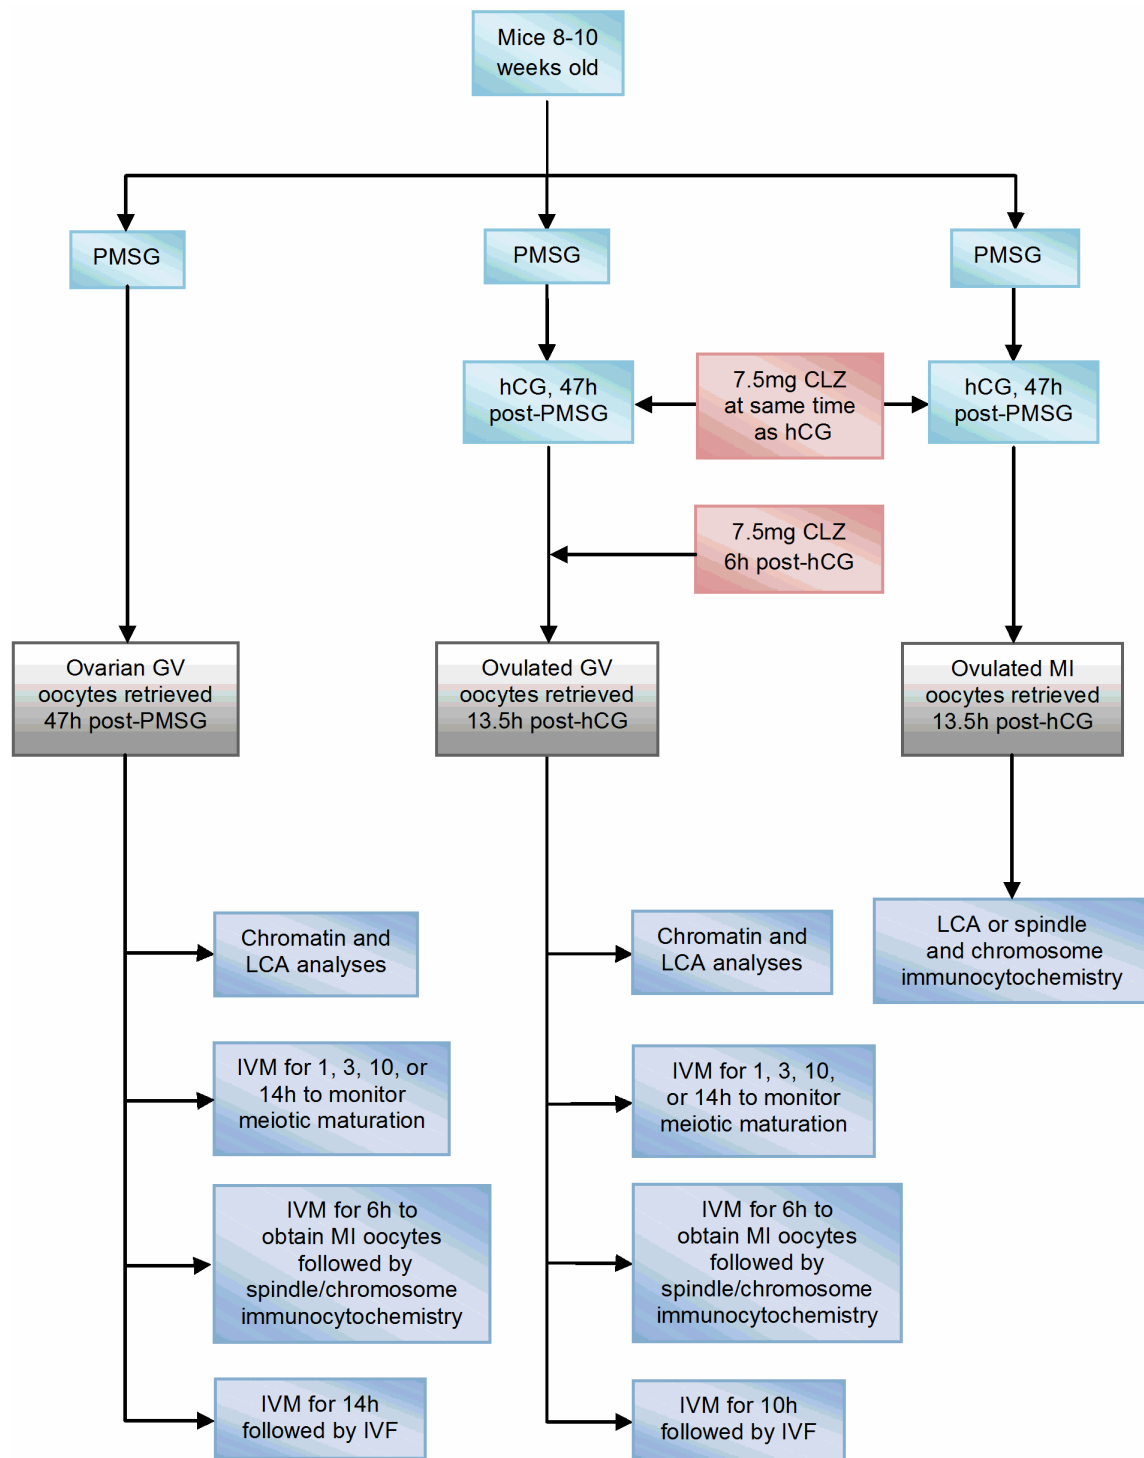 Mice 8-10
weeks old
PMSG
PMSG
PMSG
hCG, 47h
post-PMSG
7.5mg CLZ
at same time
as hCG
hCG, 47h
post-PMSG
7.5mg CLZ
6h post-hCG
Ovarian GV
oocytes retrieved
47h post-PMSG
Ovulated GV
oocytes retrieved
13.5h post-hCG
Ovulated MI
oocytes retrieved
13.5h post-hCG
Chromatin and
LCA analyses
Chromatin and
LCA analyses
LCA or spindle
and chromosome
immunocytochemistry
IVM for 1, 3, 10, or
14h to monitor
meiotic maturation
IVM for 1, 3, 10,
or 14h to monitor
meiotic maturation
IVM for 6h to
obtain MI oocytes
followed by
spindle/chromosome
immunocytochemistry
IVM for 6h to
obtain MI oocytes
followed by
spindle/chromosome
immunocytochemistry
IVM for 14h
followed by IVF
IVM for 10h
followed by IVF